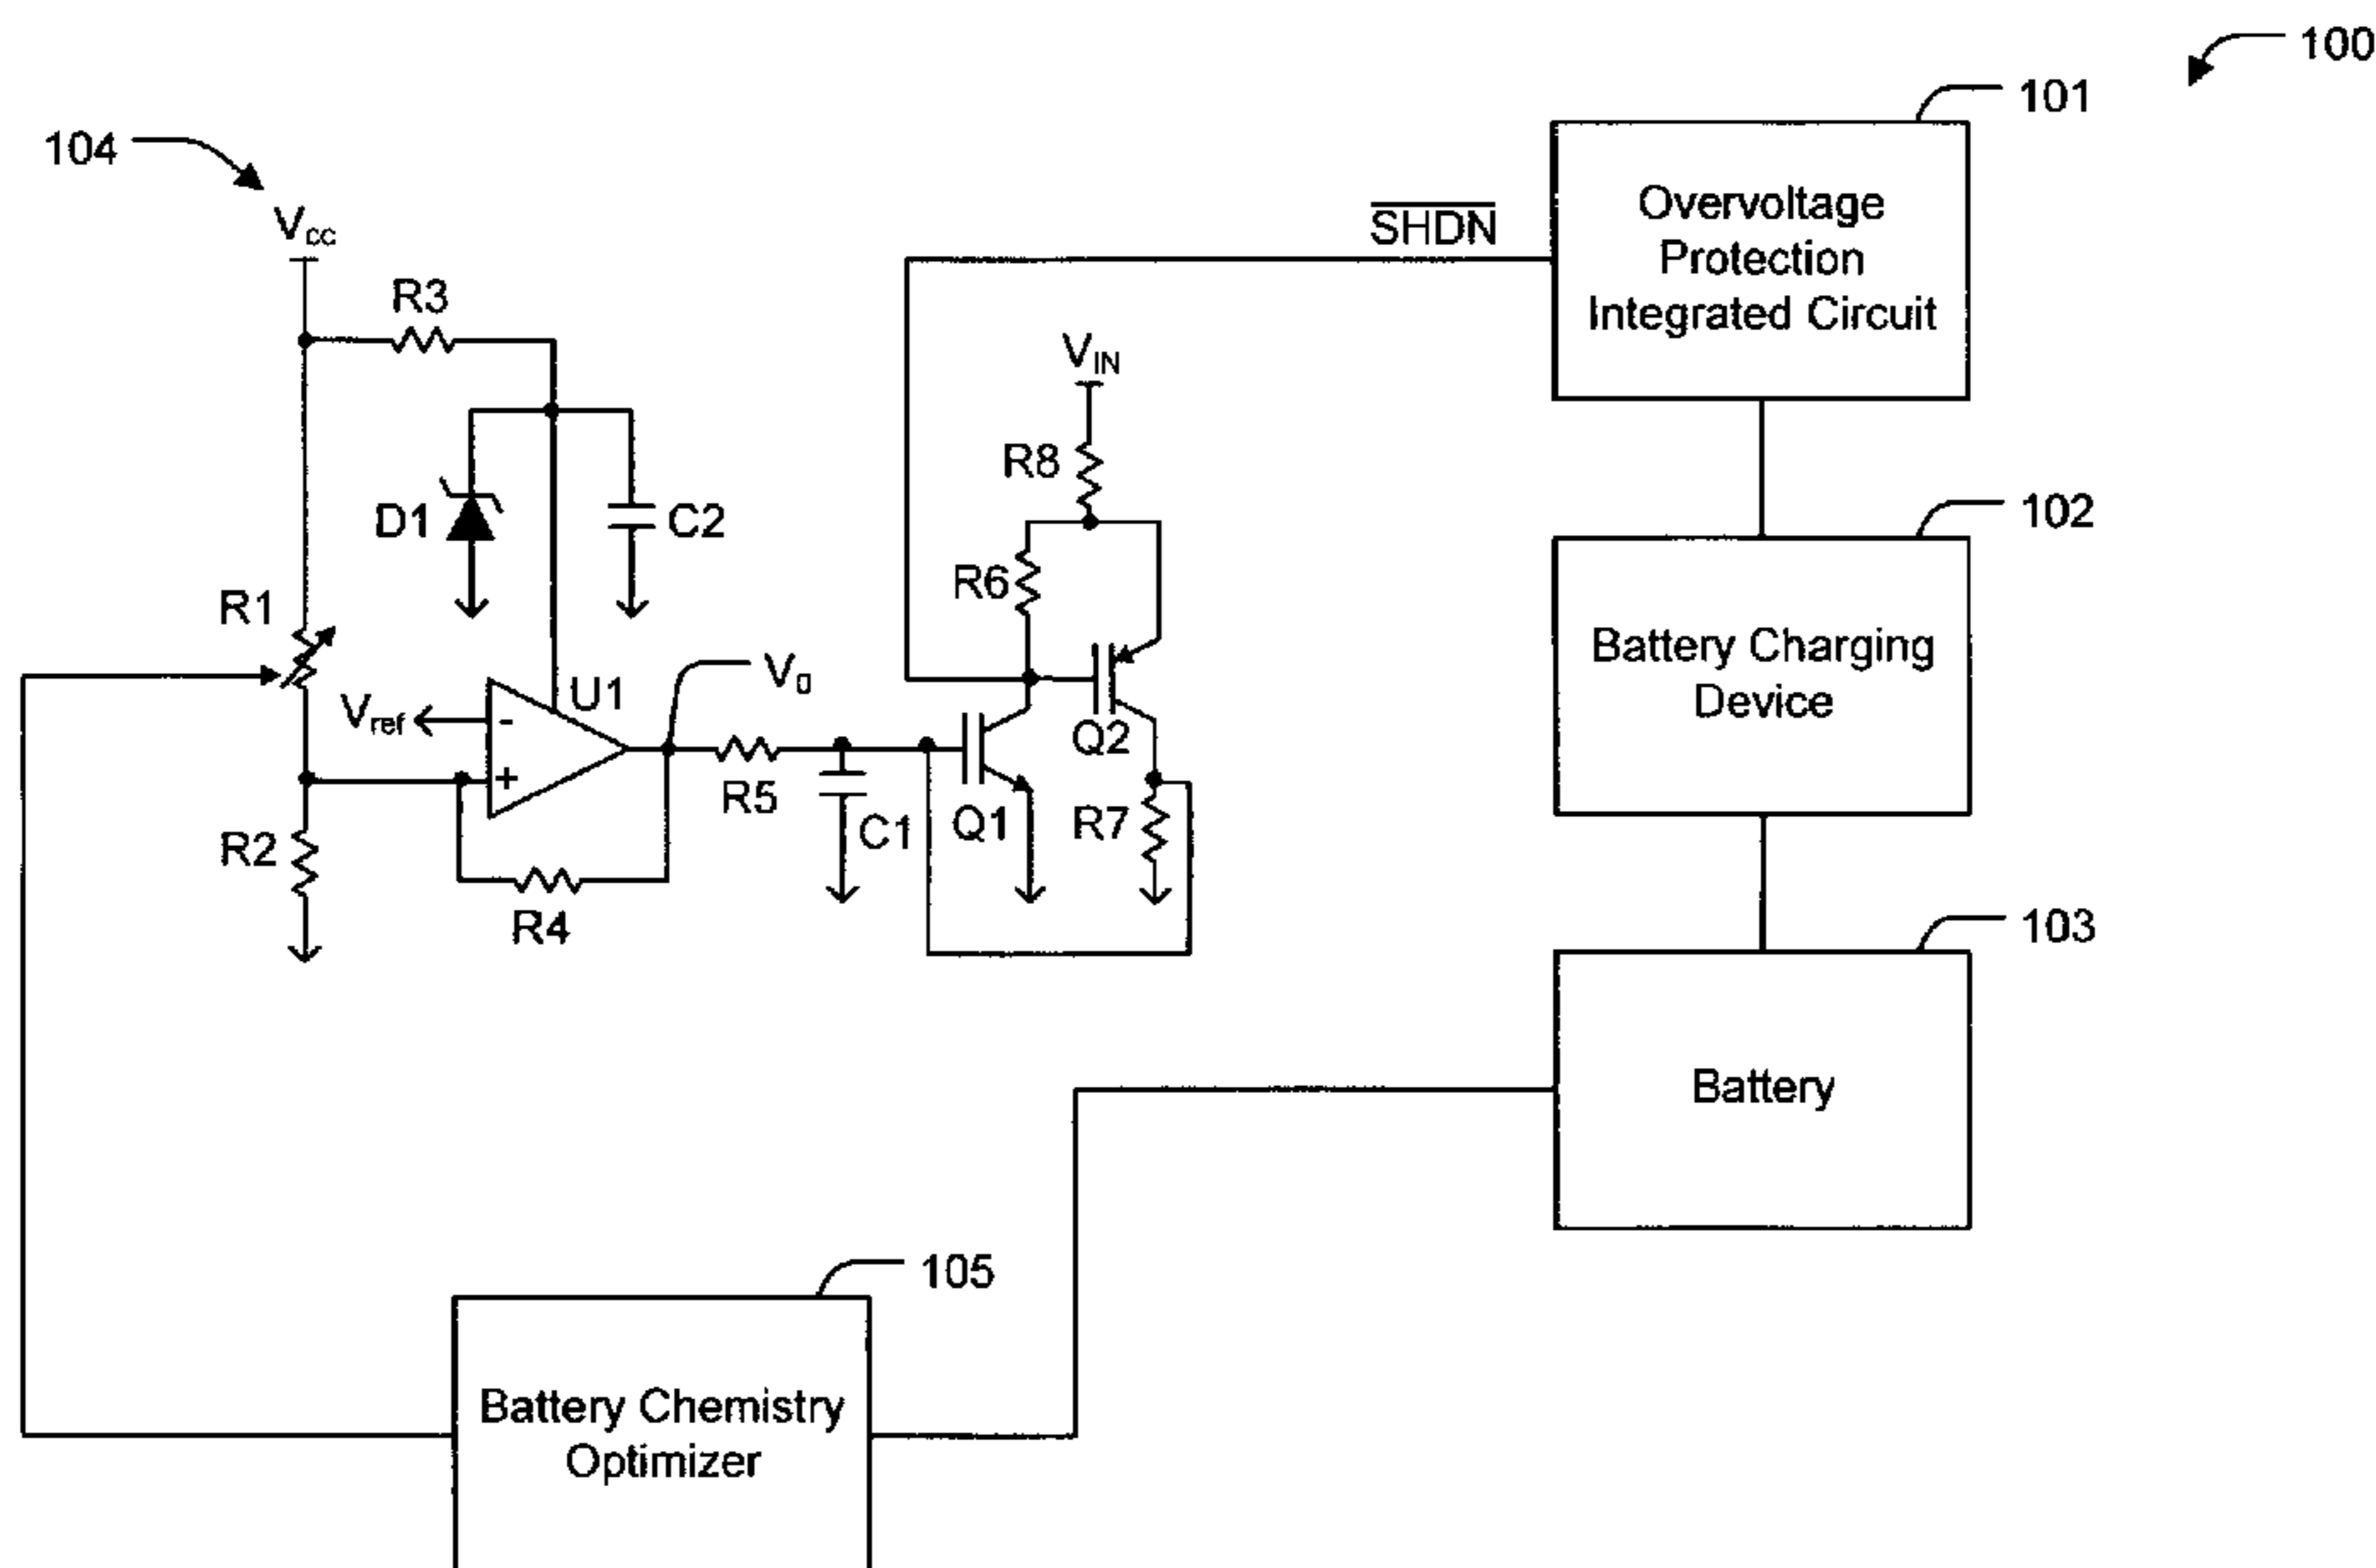 100
101
104
Overvoltage
Protection
Integrated Circuit
SHDN
VCC
R3
VIN
R8
102
D1
C2
R6
Battery Charging
Device
R1
Vref
-
U1
V0
+
Q2
R5
C1
Q1
R7
R2
R4
103
Battery
105
Battery Chemistry
Optimizer